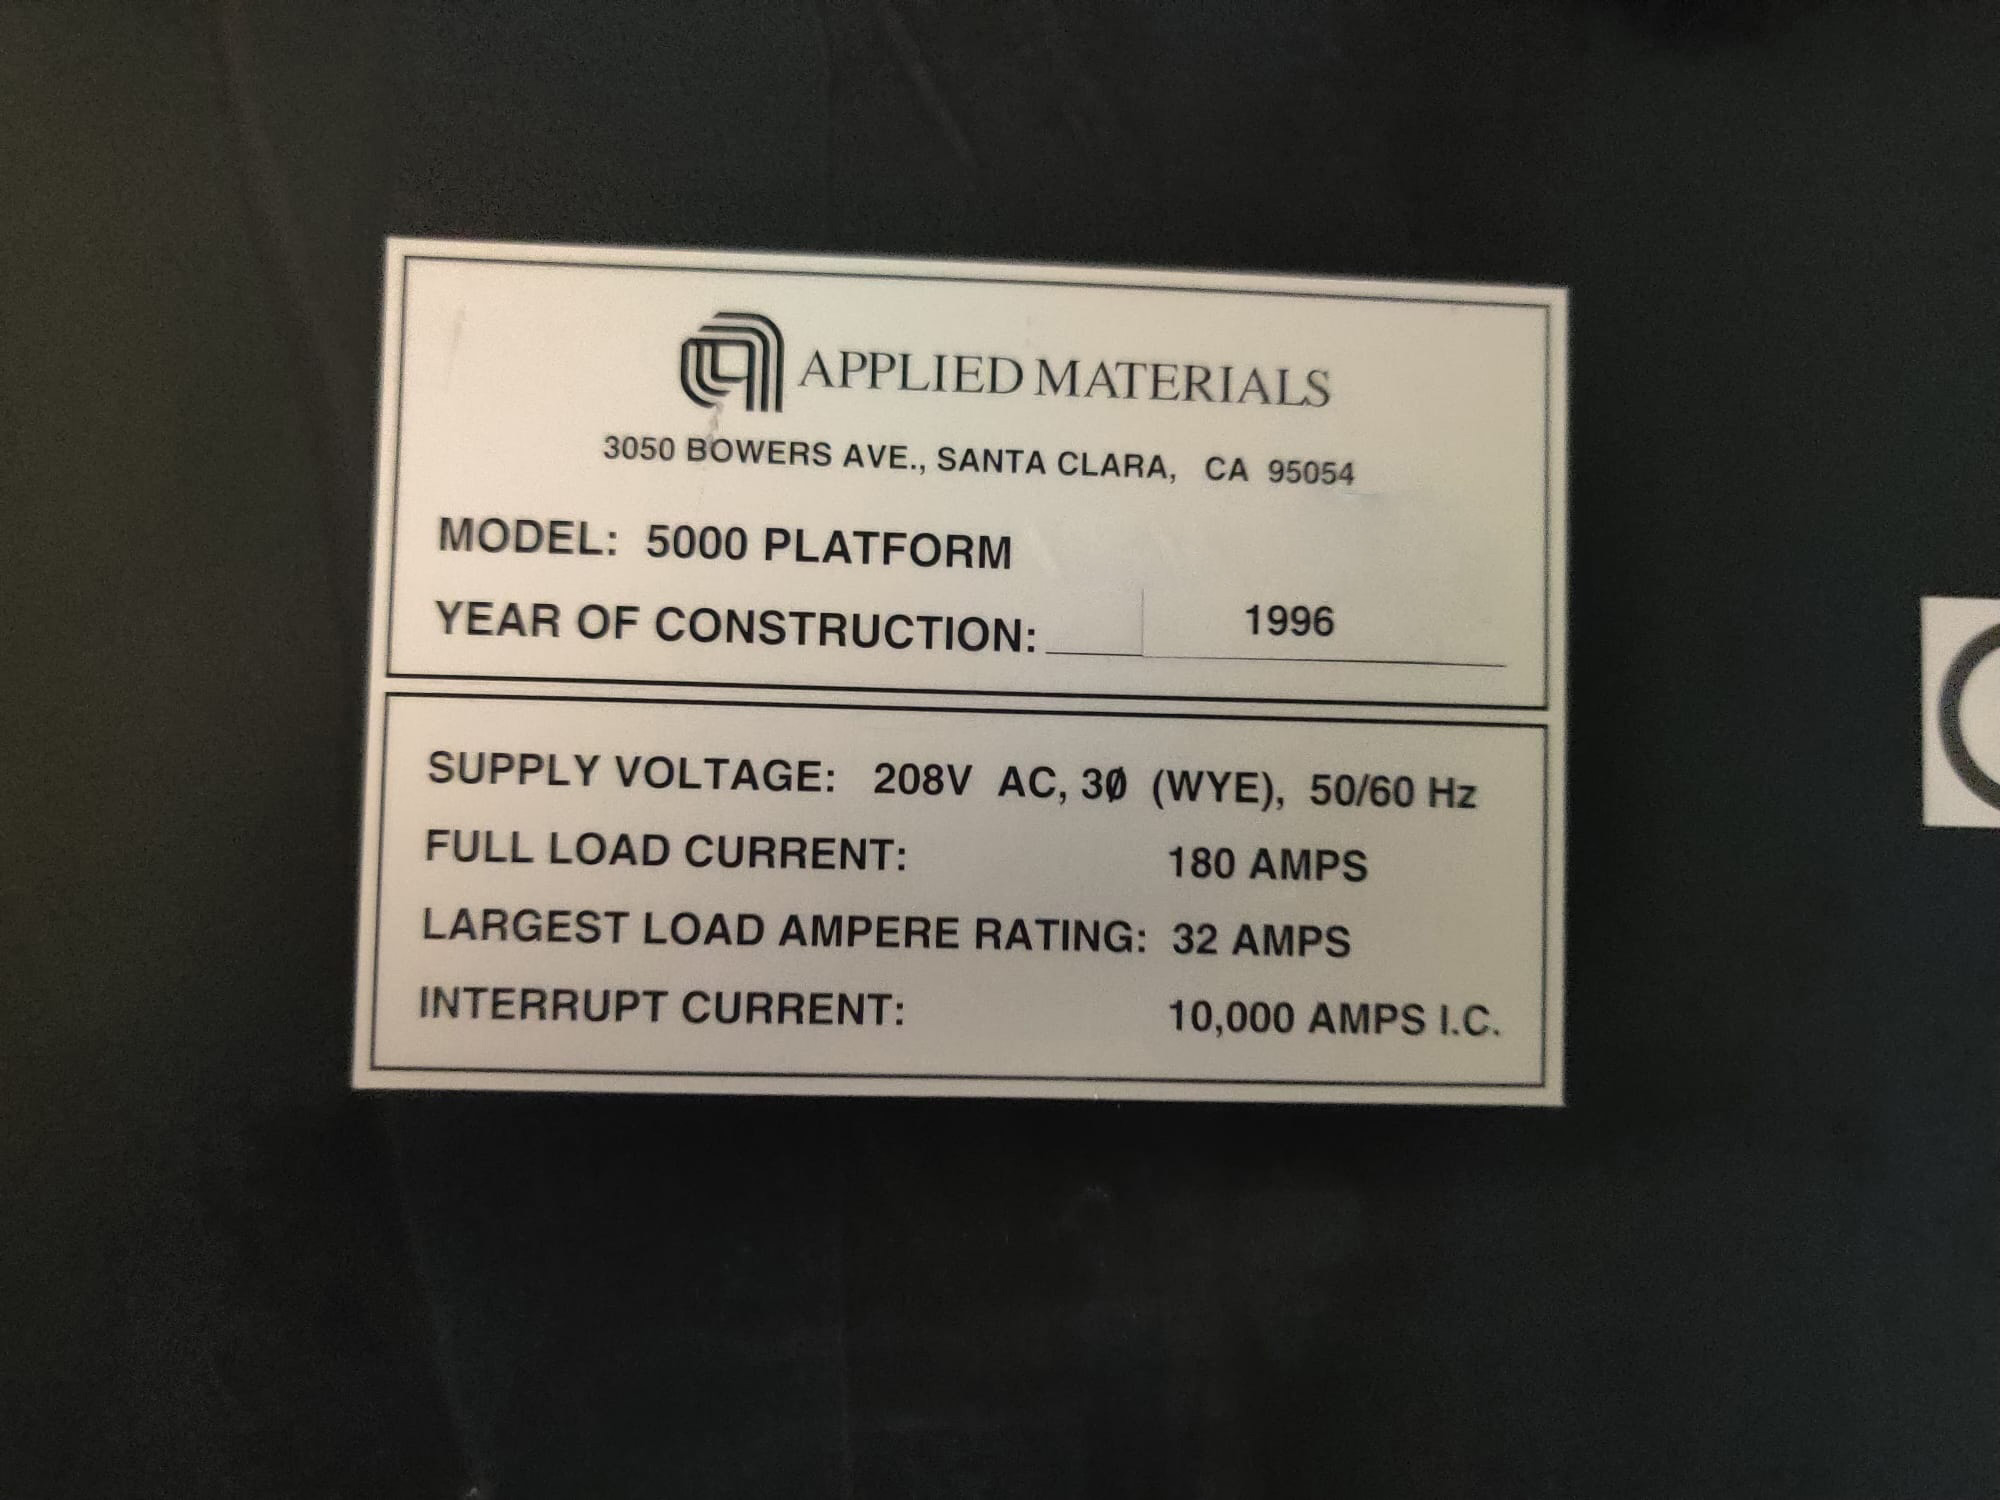 APPLIED MATERIALS
3050 BOWERS AVE., SANTA CLARA, CA 95054
MODEL: 5000 PLATFORM
YEAR OF CONSTRUCTION: 1996
SUPPLY VOLTAGE: 208V AC, 3Ø (WYE), 50/60 Hz
FULL LOAD CURRENT: 180 AMPS
LARGEST LOAD AMPERE RATING: 32 AMPS
INTERRUPT CURRENT: 10,000 AMPS I.C.